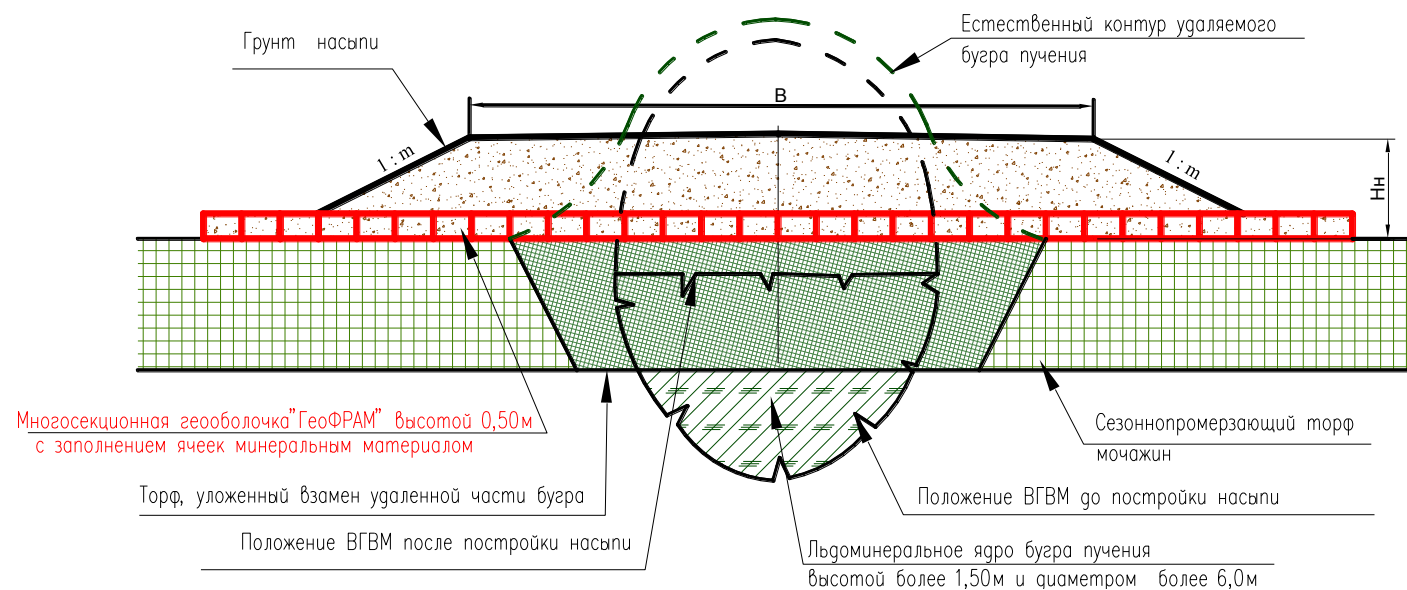 Естественный контур удаляемого
бугра пучения
Грунт насыпи
В
1 : m
1 : m
Нн
Многосекционная геооболочка"ГеоФРАМ" высотой 0,50м
с заполнением ячеек минеральным материалом
Сезоннопромерзающий торф
мочажин
Торф, уложенный взамен удаленной части бугра
Положение ВГВМ до постройки насыпи
Положение ВГВМ после постройки насыпи
Льдоминеральное ядро бугра пучения
высотой более 1,50м и диаметром более 6,0м